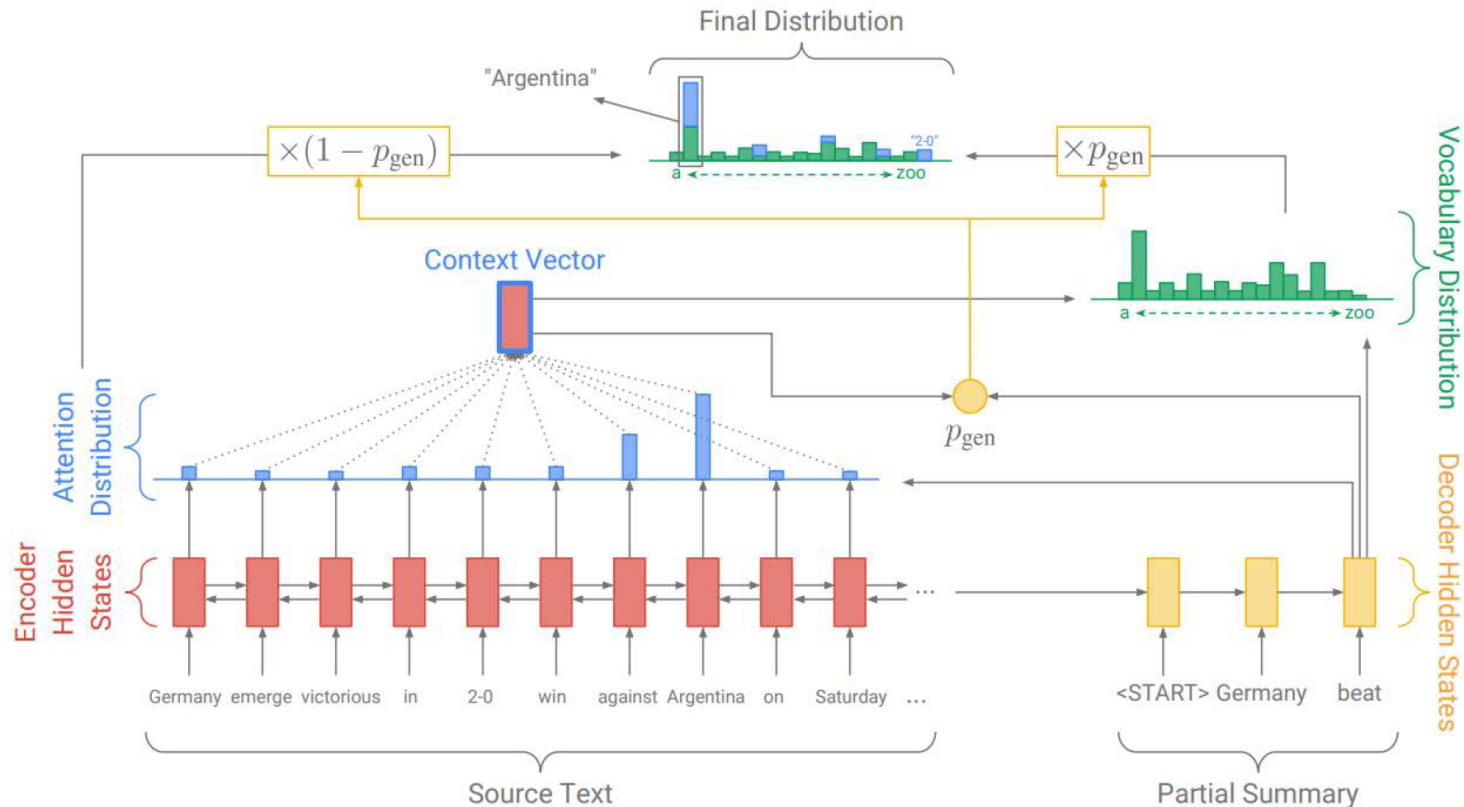 Final Distribution
"Argentina"
×(1 − p_gen)
"2-0"
×p_gen
a
zoo
Context Vector
Vocabulary Distribution
a
zoo
Attention
Distribution
p_gen
Encoder
Hidden
States
...
Decoder Hidden States
Germany emerge victorious in 2-0 win against Argentina on Saturday ...
<START> Germany beat
Source Text
Partial Summary